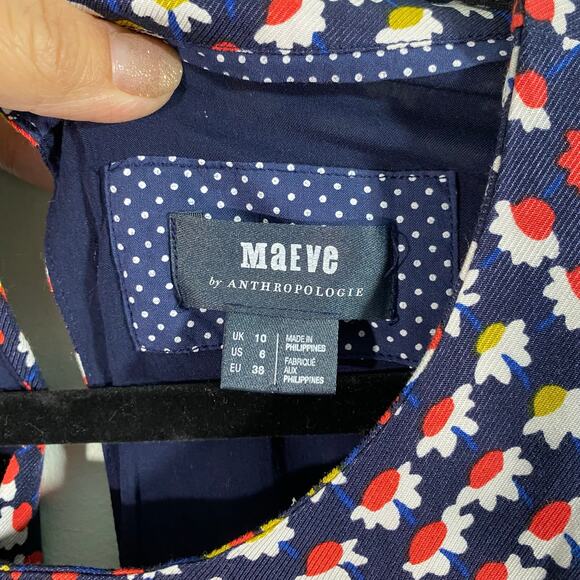 MaEVe
by ANTHROPOLOGIE
UK 10
US 6
EU 38
MADE IN
PHILIPPINES
FABRIQUÉ
AUX
PHILIPPINES